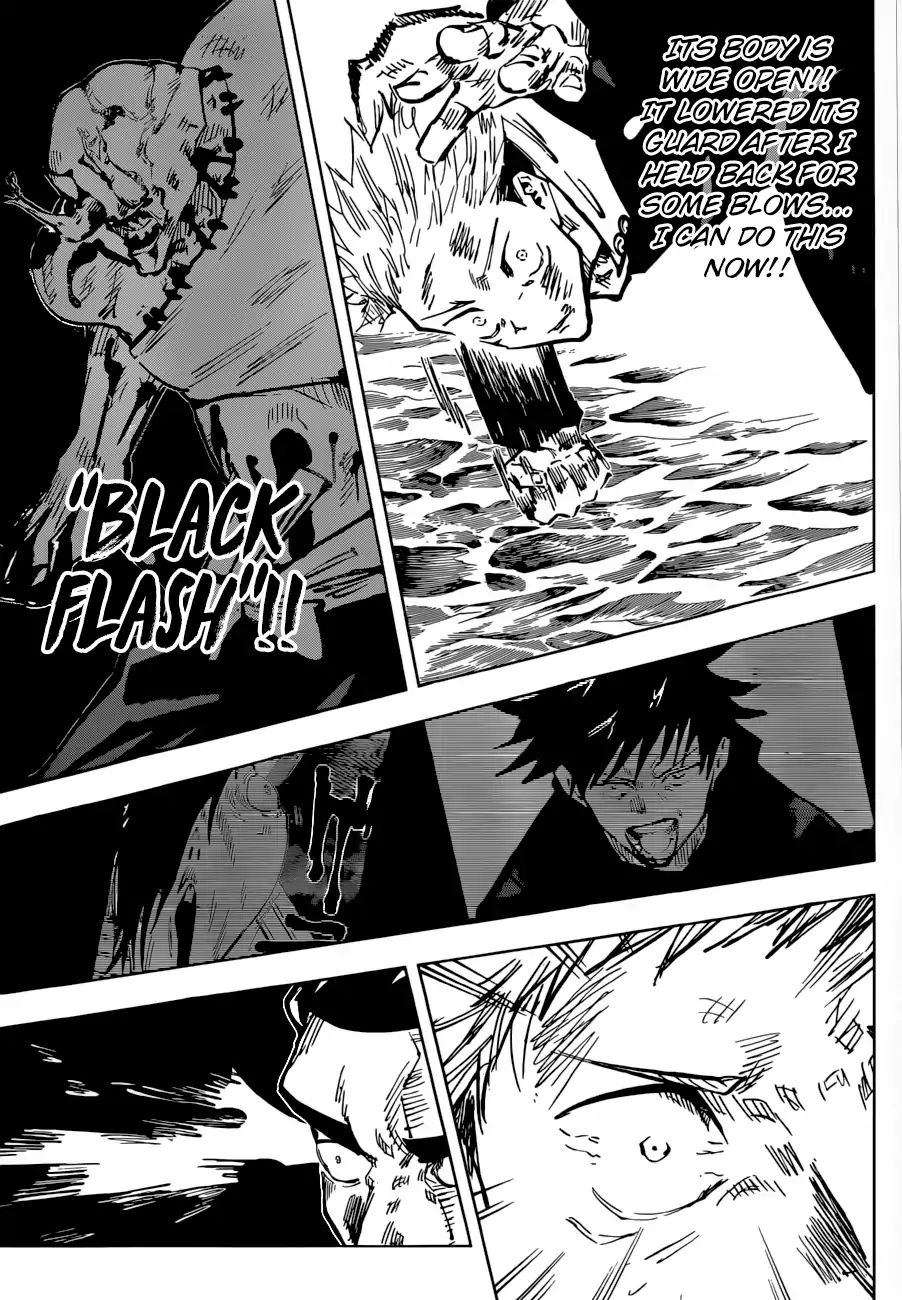 ITS BODY IS
WIDE OPEN!!
IT LOWERED ITS
GUARD AFTER I
HELD BACK FOR
SOME BLOWS...
I CAN DO THIS
NOW!!
"BLACK
FLASH"!!